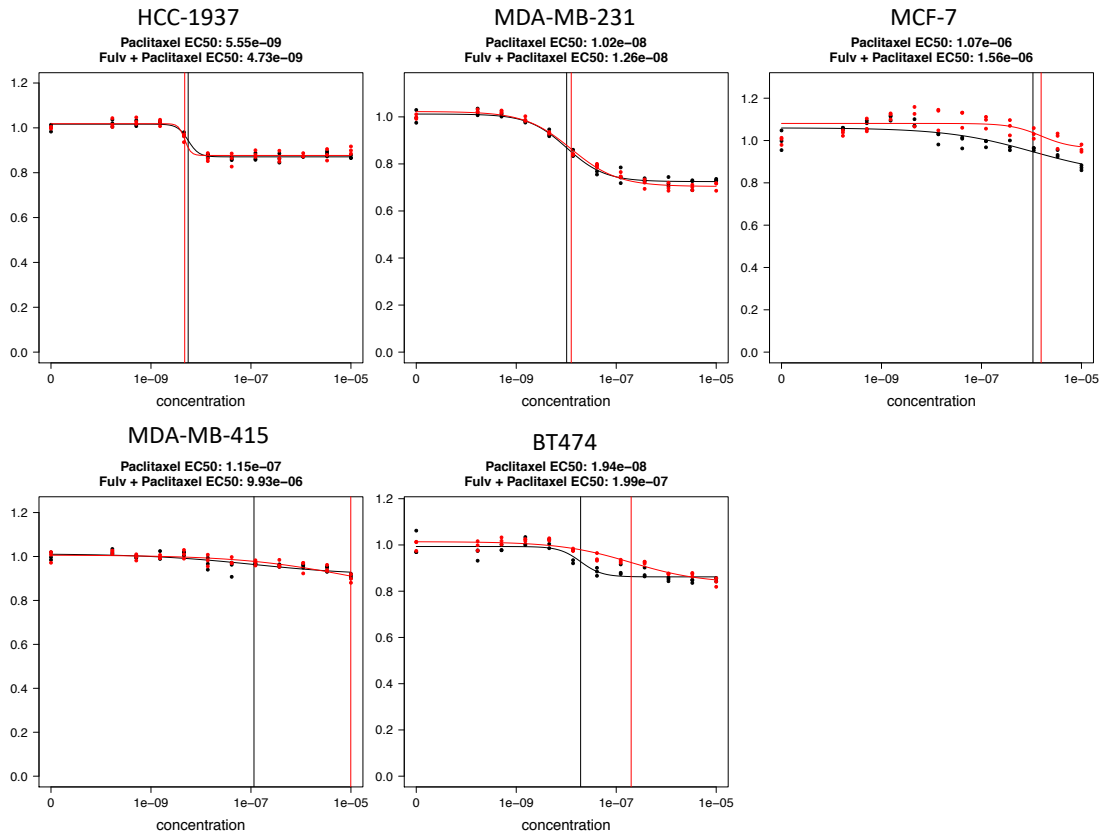 HCC-1937
Paclitaxel EC50: 5.55e−09
Fulv + Paclitaxel EC50: 4.73e−09
1.2
1.0
0.8
0.6
0.4
0.2
0.0
0
1e−09
1e−07
1e−05
concentration
MDA-MB-231
Paclitaxel EC50: 1.02e−08
Fulv + Paclitaxel EC50: 1.26e−08
1.2
1.0
0.8
0.6
0.4
0.2
0.0
0
1e−09
1e−07
1e−05
concentration
MCF-7
Paclitaxel EC50: 1.07e−06
Fulv + Paclitaxel EC50: 1.56e−06
1.2
1.0
0.8
0.6
0.4
0.2
0.0
0
1e−09
1e−07
1e−05
concentration
MDA-MB-415
Paclitaxel EC50: 1.15e−07
Fulv + Paclitaxel EC50: 9.93e−06
1.2
1.0
0.8
0.6
0.4
0.2
0.0
0
1e−09
1e−07
1e−05
concentration
BT474
Paclitaxel EC50: 1.94e−08
Fulv + Paclitaxel EC50: 1.99e−07
1.2
1.0
0.8
0.6
0.4
0.2
0.0
0
1e−09
1e−07
1e−05
concentration